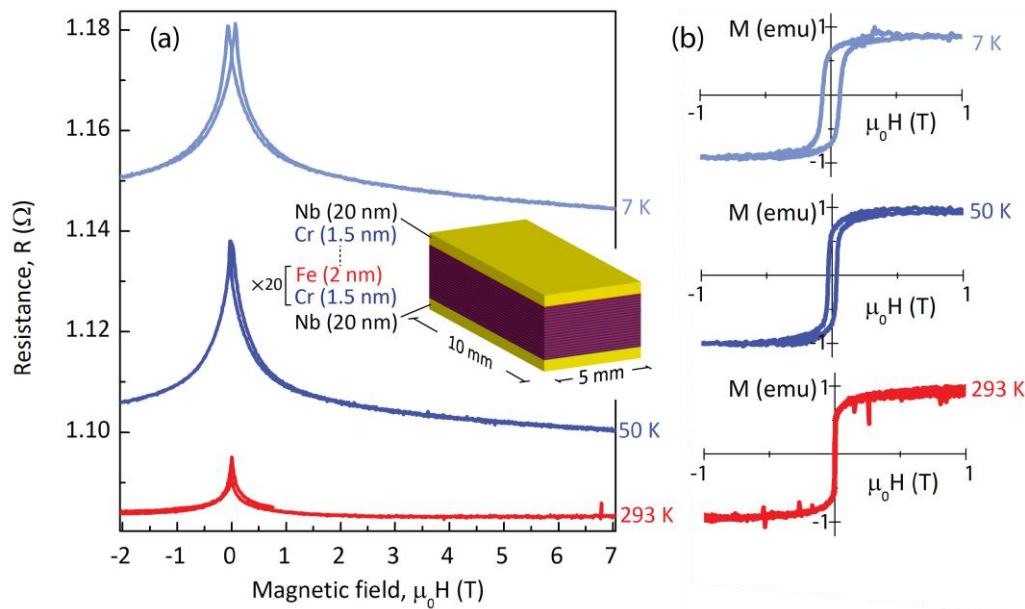 (a)
Resistance, R (Ω)
1.18
1.16
1.14
1.12
1.10
7 K
50 K
293 K
Nb (20 nm)
Cr (1.5 nm)
×20
Fe (2 nm)
Cr (1.5 nm)
Nb (20 nm)
10 mm
5 mm
-2 -1 0 1 2 3 4 5 6 7
Magnetic field, μ₀H (T)
(b)
M (emu) 1
7 K
-1 1
μ₀H (T)
-1
M (emu) 1
50 K
-1 1
μ₀H (T)
-1
M (emu) 1
293 K
-1 1
μ₀H (T)
-1